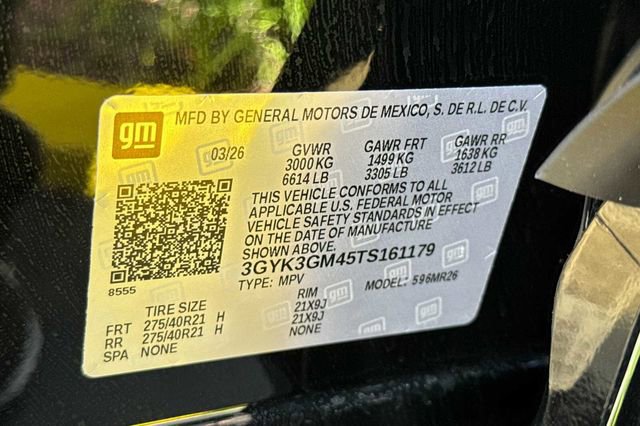 gm MFD BY GENERAL MOTORS DE MEXICO, S. DE R.L. DE C.V.
03/26 GVWR GAWR FRT GAWR RR
3000 KG 1499 KG 1638 KG
6614 LB 3305 LB 3612 LB
THIS VEHICLE CONFORMS TO ALL
APPLICABLE U.S. FEDERAL MOTOR
VEHICLE SAFETY STANDARDS IN EFFECT
ON THE DATE OF MANUFACTURE
SHOWN ABOVE.
3GYK3GM45TS161179
8555 TYPE: MPV MODEL: 596MR26
TIRE SIZE RIM
FRT 275/40R21 H 21X9J
RR 275/40R21 H 21X9J
SPA NONE NONE